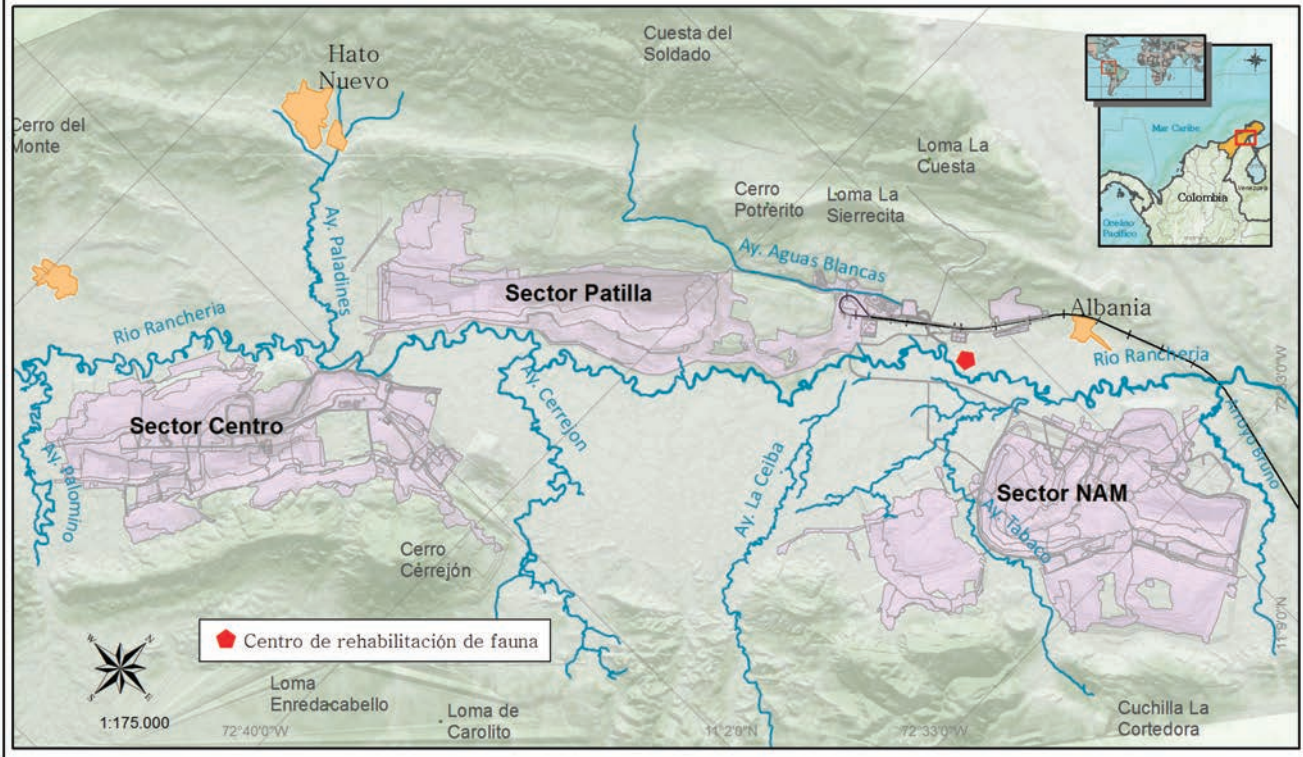 Hato
Nuevo
Cuesta del
Soldado
Cerro del
Monte
Loma La
Cuesta
Cerro
Potrerito
Loma La
Sierrecita
Mar Caribe
Venezuela
Colombia
Oceano
Pacífico
Ay. Paladines
Ay. Aguas Blancas
Sector Patilla
Albania
Rio Rancheria
Rio Rancheria
72°33'0"W
Ay. Cerrejon
Sector Centro
Arroyo Bruno
Ay. Palomino
Ay. La Ceiba
Sector NAM
Ay. Tabaco
Cerro
Cerrejón
11°9'0"N
Centro de rehabilitación de fauna
W
N
S
E
1:175.000
Loma
Enredacabello
Loma de
Carolito
Cuchilla La
Cortedora
72°40'0"W
11°2'0"N
72°33'0"W